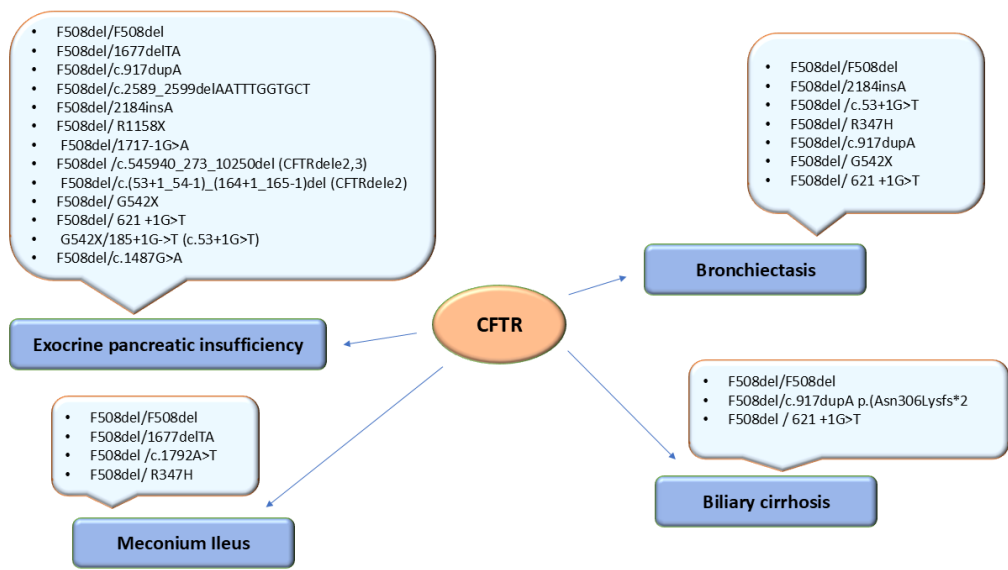 • F508del/F508del
• F508del/1677delTA
• F508del/c.917dupA
• F508del/c.2589_2599delAATTTGGTGCT
• F508del/2184insA
• F508del/ R1158X
• F508del/1717-1G>A
• F508del /c.545940_273_10250del (CFTRdele2,3)
• F508del/c.(53+1_54-1)_(164+1_165-1)del (CFTRdele2)
• F508del/ G542X
• F508del/ 621 +1G>T
• G542X/185+1G->T (c.53+1G>T)
• F508del/c.1487G>A
Exocrine pancreatic insufficiency
• F508del/F508del
• F508del/2184insA
• F508del /c.53+1G>T
• F508del/ R347H
• F508del/c.917dupA
• F508del/ G542X
• F508del/ 621 +1G>T
Bronchiectasis
CFTR
• F508del/F508del
• F508del/1677delTA
• F508del /c.1792A>T
• F508del/ R347H
Meconium Ileus
• F508del/F508del
• F508del/c.917dupA p.(Asn306Lysfs*2
• F508del / 621 +1G>T
Biliary cirrhosis